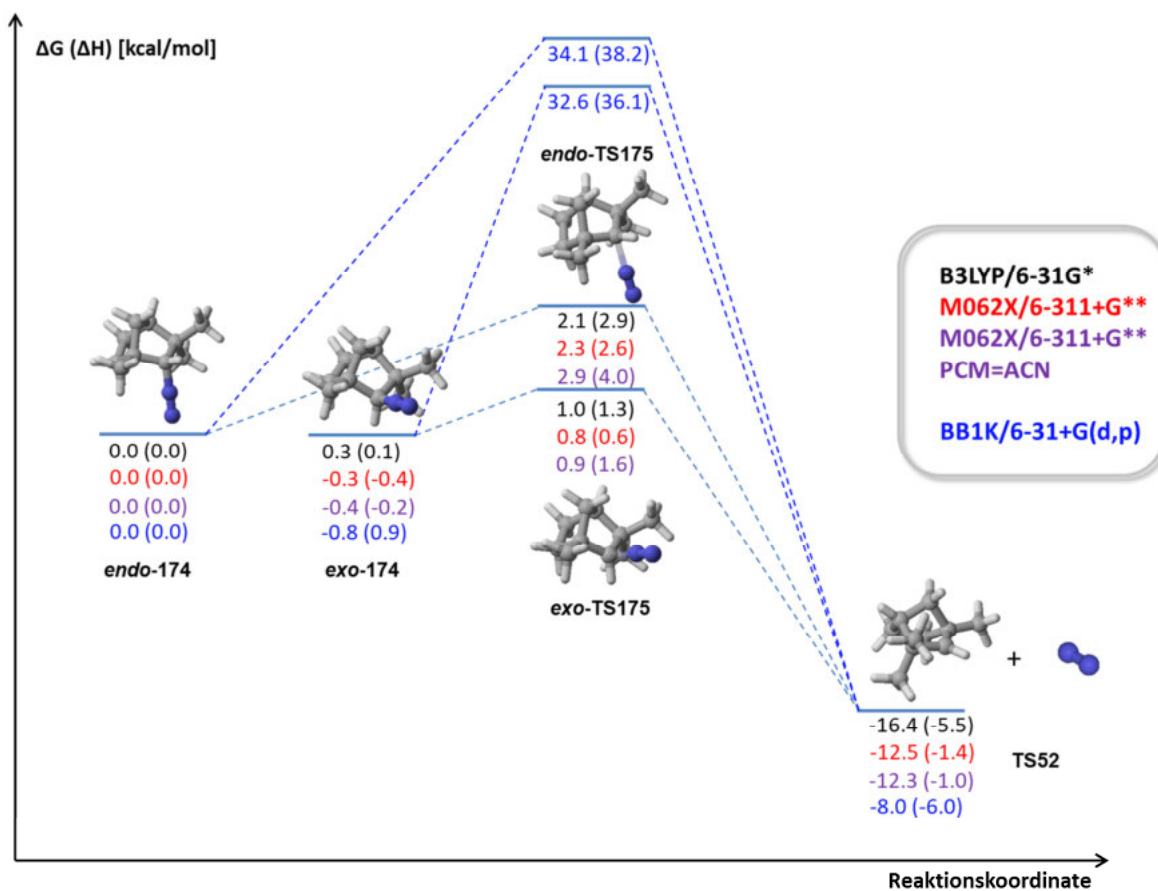 ΔG (ΔH) [kcal/mol]
34.1 (38.2)
32.6 (36.1)
endo-TS175
2.1 (2.9)
2.3 (2.6)
2.9 (4.0)
1.0 (1.3)
0.8 (0.6)
0.9 (1.6)
exo-TS175
0.0 (0.0)
0.0 (0.0)
0.0 (0.0)
0.0 (0.0)
endo-174
0.3 (0.1)
-0.3 (-0.4)
-0.4 (-0.2)
-0.8 (0.9)
exo-174
B3LYP/6-31G*
M062X/6-311+G**
M062X/6-311+G**
PCM=ACN
BB1K/6-31+G(d,p)
+
-16.4 (-5.5)
-12.5 (-1.4)
-12.3 (-1.0)
-8.0 (-6.0)
TS52
Reaktionskoordinate